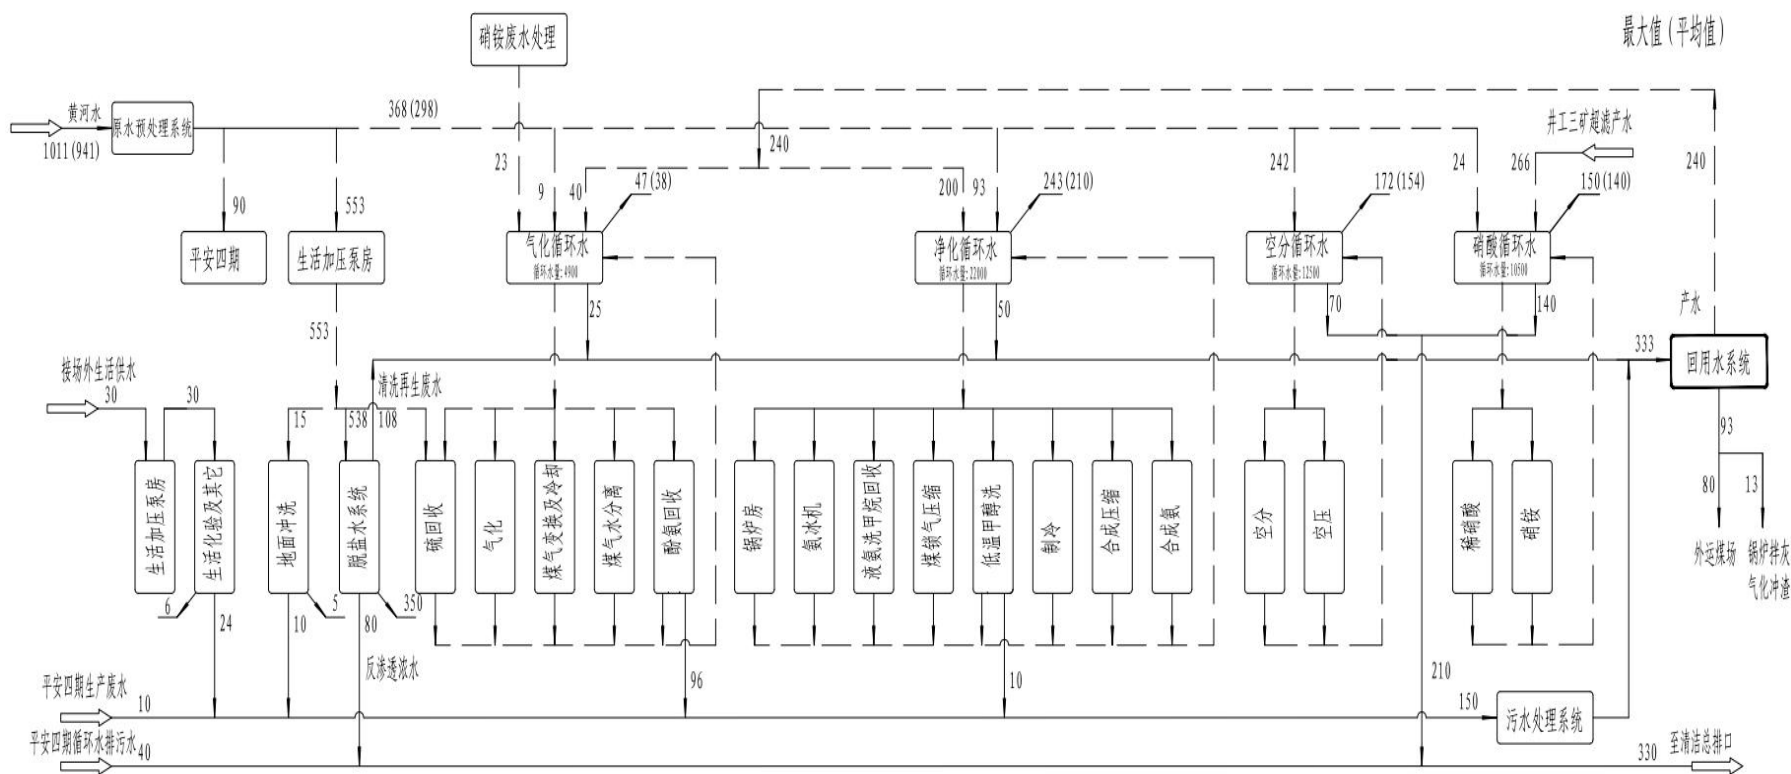 硝铵废水处理
最大值(平均值)
黄河水
1011(941)
原水预处理系统
368(298)
井工三矿超滤产水
240
23
9
40
47(38)
200
93
243(210)
242
172(154)
24
266
150(140)
240
90
553
平安四期
生活加压泵房
气化循环水
循环水量:4900
净化循环水
循环水量:22000
空分循环水
循环水量:12500
硝酸循环水
循环水量:10500
553
25
50
70
140
产水
333
回用水系统
接场外生活供水
30
30
15
538
108
清洗再生废水
93
80
13
外运煤场
锅炉拌灰
气化冲渣
生活加压泵房
生活化验及其它
地面冲洗
脱盐水系统
硫回收
气化
煤气变换及冷却
煤气水分离
酚氨回收
锅炉房
氨冰机
液氨洗甲烷回收
煤锁气压缩
低温甲醇洗
制冷
合成压缩
合成氨
空分
空压
稀硝酸
硝铵
6
24
10
5
80
350
反渗透浓水
96
10
210
平安四期生产废水
10
150
污水处理系统
平安四期循环水排污水
40
330
至清洁总排口